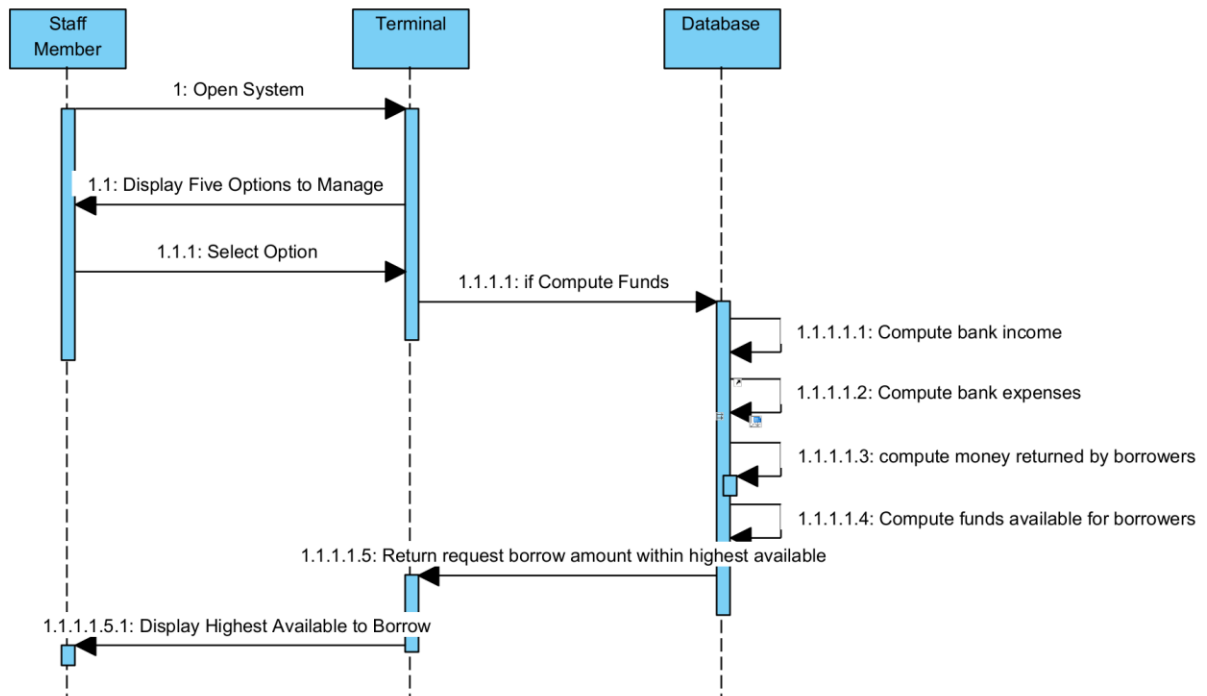 Staff
Member
Terminal
Database
1: Open System
1.1: Display Five Options to Manage
1.1.1: Select Option
1.1.1.1: if Compute Funds
1.1.1.1.1: Compute bank income
1.1.1.1.2: Compute bank expenses
1.1.1.1.3: compute money returned by borrowers
1.1.1.1.4: Compute funds available for borrowers
1.1.1.1.5: Return request borrow amount within highest available
1.1.1.1.5.1: Display Highest Available to Borrow